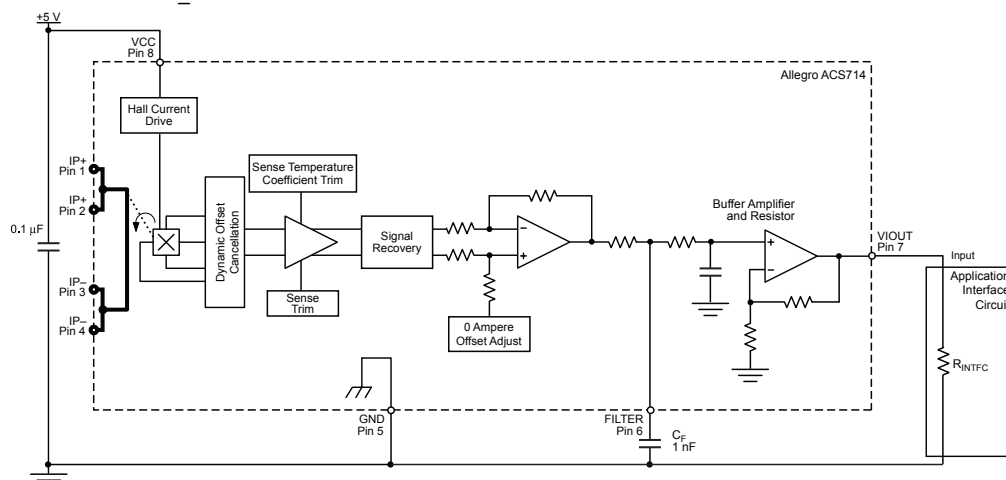 +5 V
VCC
Pin 8
Allegro ACS714
Hall Current
Drive
IP+
Pin 1
IP+
Pin 2
0.1 μF
IP–
Pin 3
IP–
Pin 4
Dynamic Offset
Cancellation
Sense Temperature
Coefficient Trim
Sense
Trim
Signal
Recovery
0 Ampere
Offset Adjust
Buffer Amplifier
and Resistor
VIOUT
Pin 7
Input
Application
Interface
Circui
RINTFC
GND
Pin 5
FILTER
Pin 6
CF
1 nF